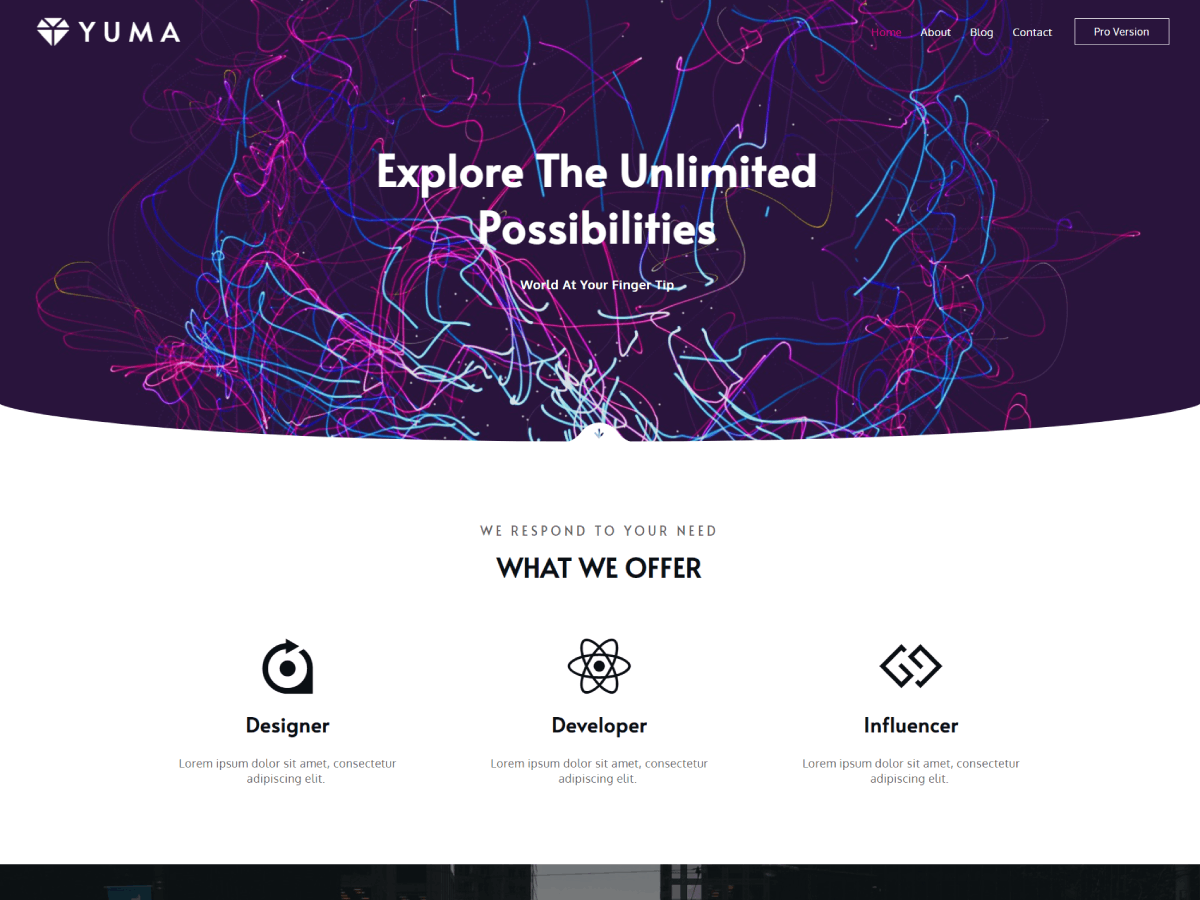 YUMA
Home About Blog Contact Pro Version
Explore The Unlimited
Possibilities
World At Your Finger Tip
WE RESPOND TO YOUR NEED
WHAT WE OFFER
Designer
Lorem ipsum dolor sit amet, consectetur
adipiscing elit.
Developer
Lorem ipsum dolor sit amet, consectetur
adipiscing elit.
Influencer
Lorem ipsum dolor sit amet, consectetur
adipiscing elit.